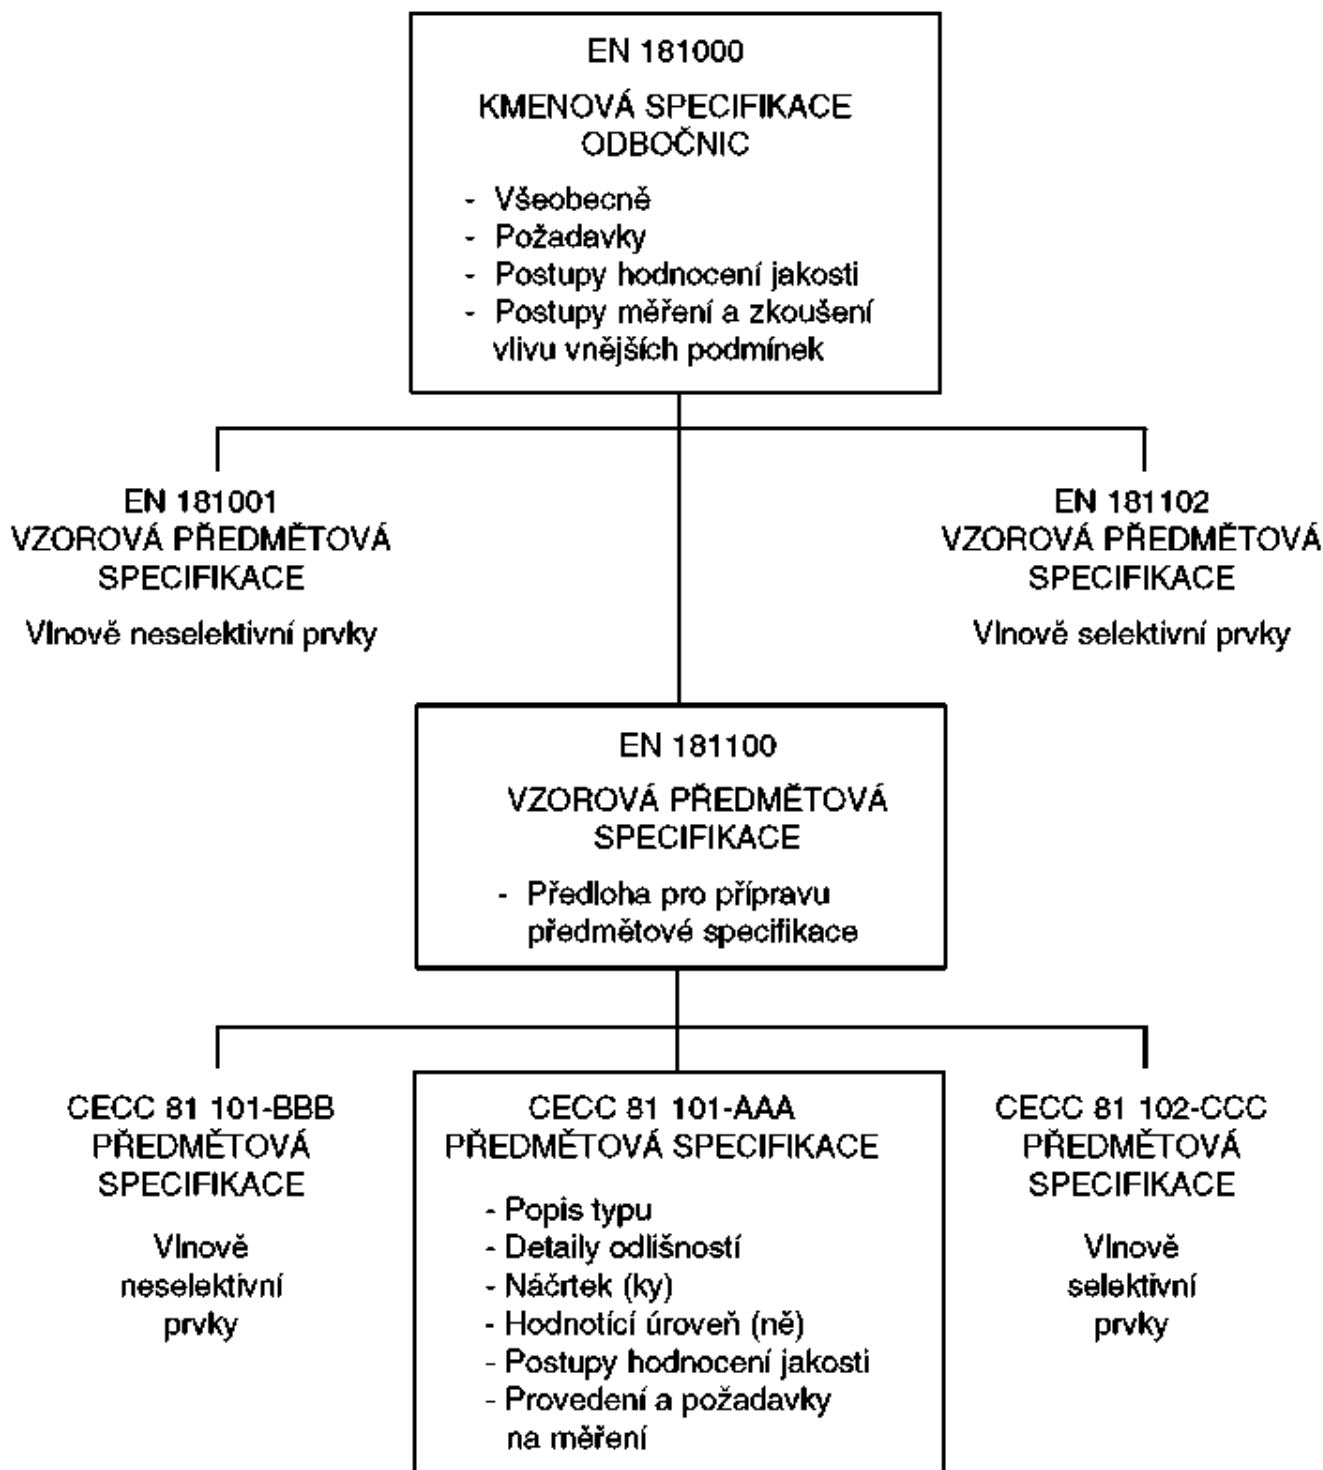 EN 181000
KMENOVÁ SPECIFIKACE
ODBOČNIC
- Všeobecně
- Požadavky
- Postupy hodnocení jakosti
- Postupy měření a zkoušení
vlivu vnějších podmínek
EN 181001
VZOROVÁ PŘEDMĚTOVÁ
SPECIFIKACE
Vlnově neselektivní prvky
EN 181102
VZOROVÁ PŘEDMĚTOVÁ
SPECIFIKACE
Vlnově selektivní prvky
EN 181100
VZOROVÁ PŘEDMĚTOVÁ
SPECIFIKACE
- Předloha pro přípravu
předmětové specifikace
CECC 81 101-BBB
PŘEDMĚTOVÁ
SPECIFIKACE
Vlnově
neselektivní
prvky
CECC 81 101-AAA
PŘEDMĚTOVÁ SPECIFIKACE
- Popis typu
- Detaily odlišností
- Náčrtek (ky)
- Hodnotící úroveň (ně)
- Postupy hodnocení jakosti
- Provedení a požadavky
na měření
CECC 81 102-CCC
PŘEDMĚTOVÁ
SPECIFIKACE
Vlnově
selektivní
prvky